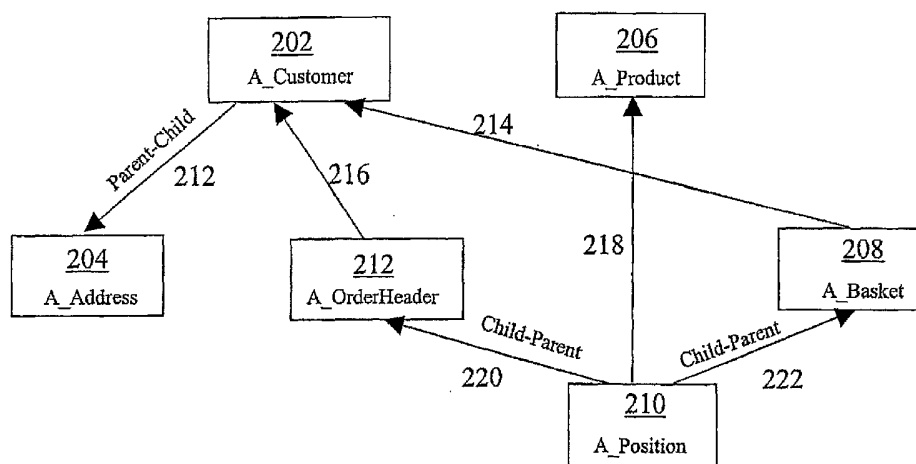 202
A_Customer
206
A_Product
Parent-Child
212
216
214
204
A_Address
212
A_OrderHeader
218
208
A_Basket
Child-Parent
220
Child-Parent
222
210
A_Position